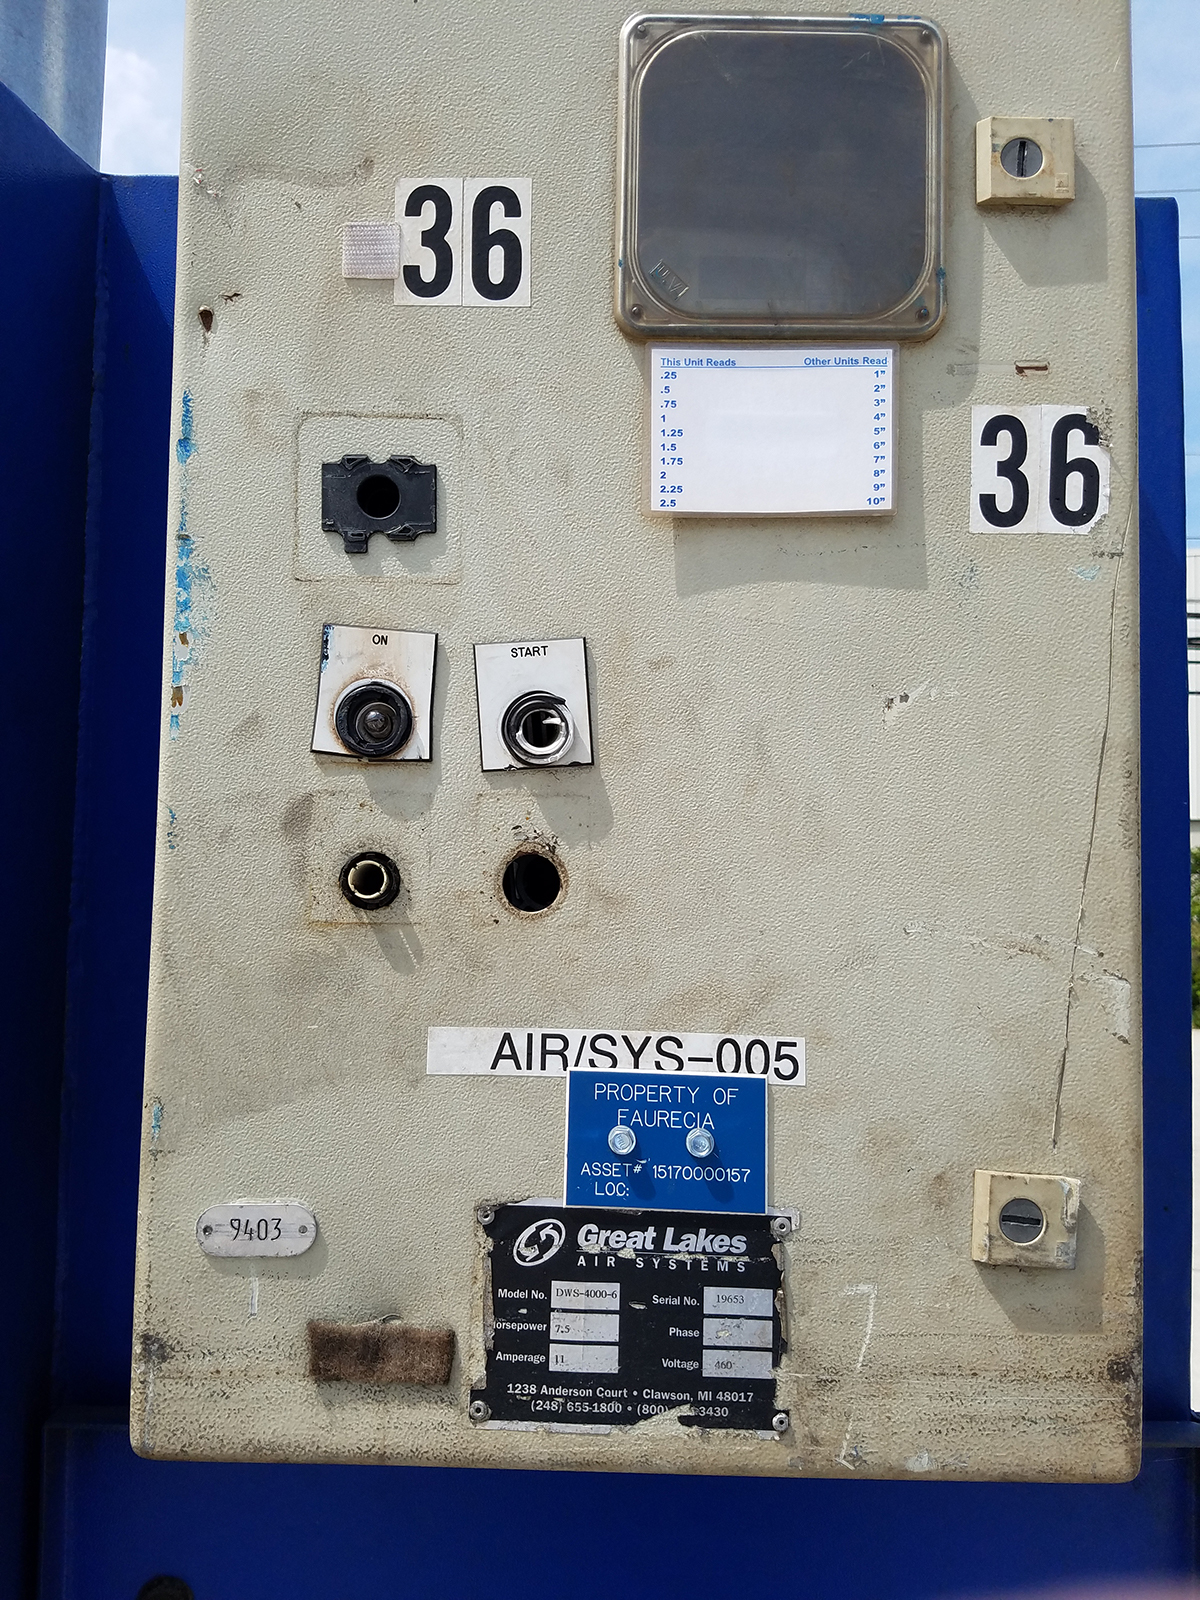 36
This Unit Reads Other Units Read
.25 1"
.5 2"
.75 3"
1 4"
1.25 5"
1.5 6"
1.75 7"
2 8"
2.25 9"
2.5 10"
36
ON
START
AIR/SYS-005
PROPERTY OF
FAURECIA
ASSET# 15170000157
LOC:
9403
Great Lakes
AIR SYSTEMS
Model No. DWS-4000-6 Serial No. 19653
orsepower 7.5 Phase
Amperage 11 Voltage 460
1238 Anderson Court • Clawson, MI 48017
(248) 655-1800 • (800) 3430